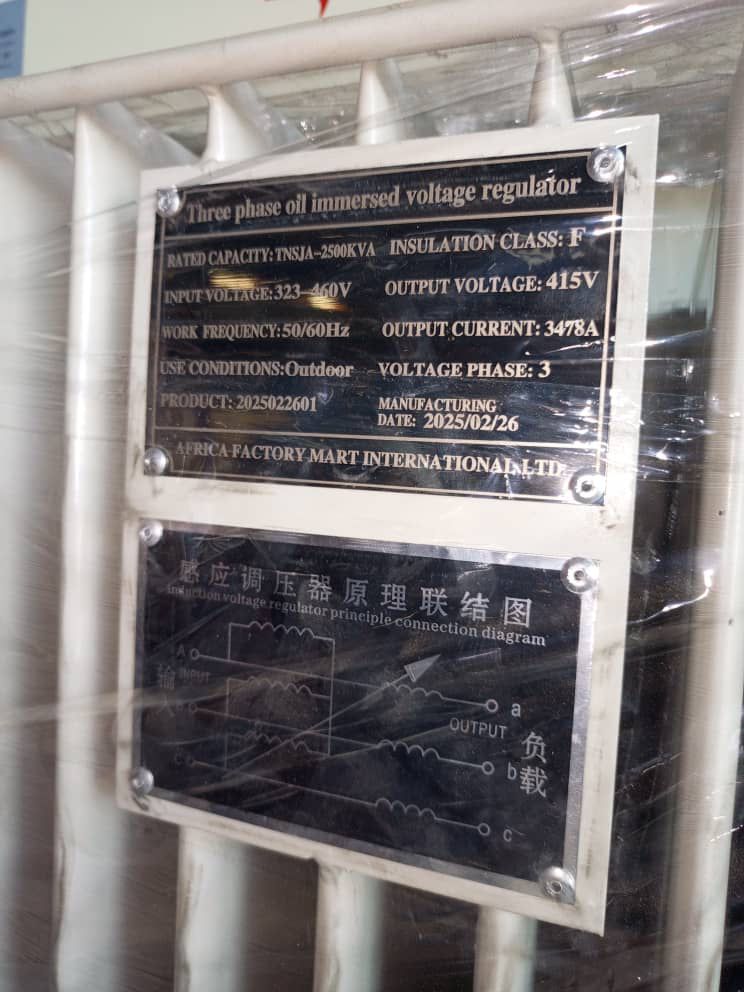 Three phase oil immersed voltage regulator
RATED CAPACITY: TNSJA-2500KVA INSULATION CLASS: F
INPUT VOLTAGE: 323-460V OUTPUT VOLTAGE: 415V
WORK FREQUENCY: 50/60Hz OUTPUT CURRENT: 3478A
USE CONDITIONS: Outdoor VOLTAGE PHASE: 3
PRODUCT: 2025022601 MANUFACTURING DATE: 2025/02/26
AFRICA FACTORY MART INTERNATIONAL LTD
感应调压器原理联结图
induction voltage regulator principle connection diagram
A
INPUT
输
a
OUTPUT
负载
b
C
c